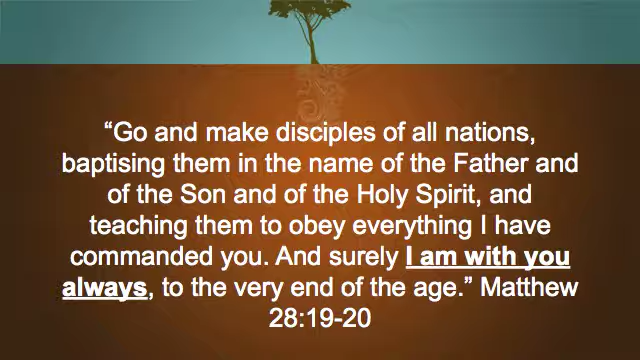 “Go and make disciples of all nations,
baptising them in the name of the Father and
of the Son and of the Holy Spirit, and
teaching them to obey everything I have
commanded you. And surely I am with you
always, to the very end of the age.” Matthew
28:19-20